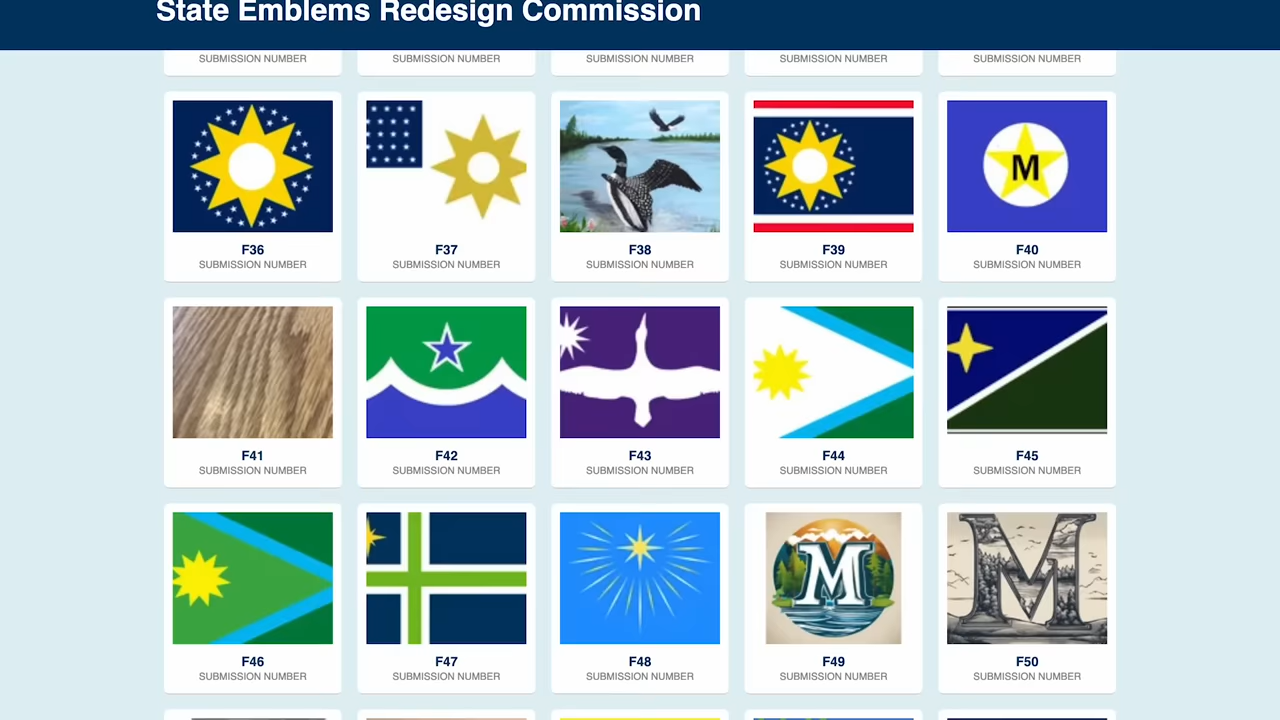 State Emblems Redesign Commission
SUBMISSION NUMBER SUBMISSION NUMBER SUBMISSION NUMBER SUBMISSION NUMBER SUBMISSION NUMBER
M
F36 F37 F38 F39 F40
SUBMISSION NUMBER SUBMISSION NUMBER SUBMISSION NUMBER SUBMISSION NUMBER SUBMISSION NUMBER
F41 F42 F43 F44 F45
SUBMISSION NUMBER SUBMISSION NUMBER SUBMISSION NUMBER SUBMISSION NUMBER SUBMISSION NUMBER
M M
F46 F47 F48 F49 F50
SUBMISSION NUMBER SUBMISSION NUMBER SUBMISSION NUMBER SUBMISSION NUMBER SUBMISSION NUMBER